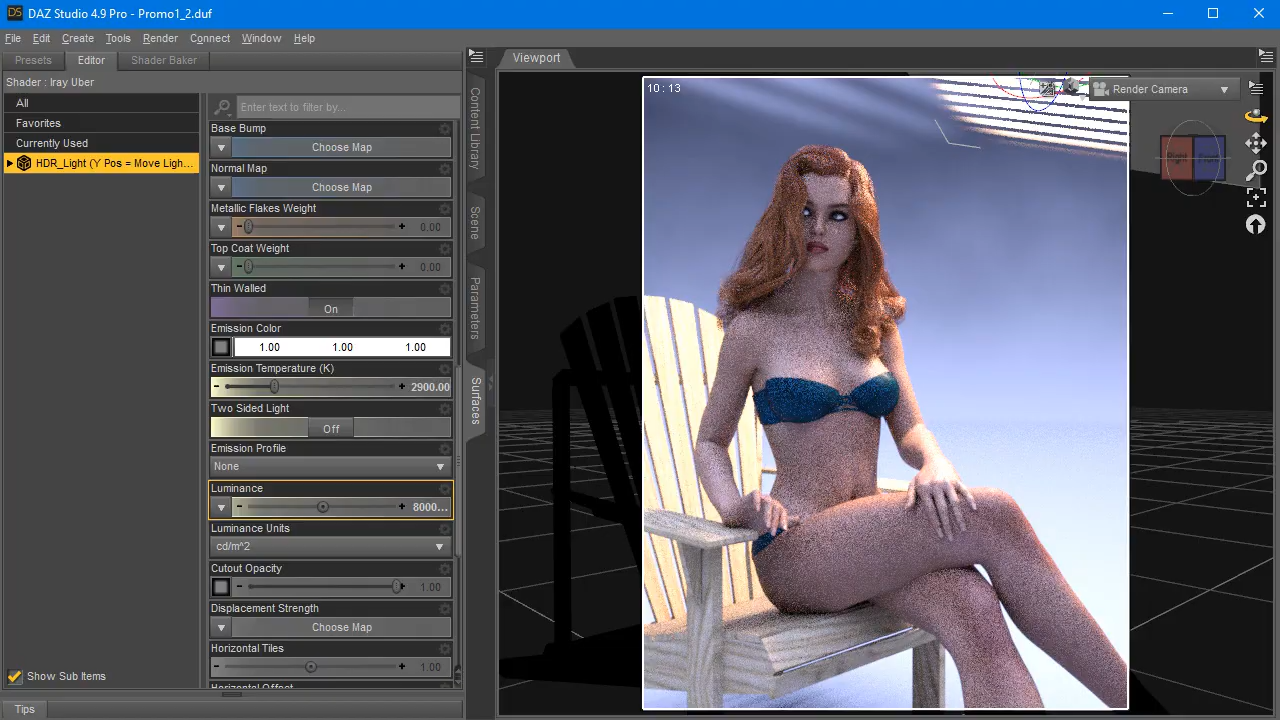 DS DAZ Studio 4.9 Pro - Promo1_2.duf
File Edit Create Tools Render Connect Window Help
Presets Editor Shader Baker
Shader : Iray Uber
All
Favorites
Currently Used
HDR_Light (Y Pos = Move Ligh...
Show Sub Items
Tips
Enter text to filter by...
Base Bump
Choose Map
Normal Map
Choose Map
Metallic Flakes Weight
- + 0.00
Top Coat Weight
- + 0.00
Thin Walled
On
Emission Color
1.00 1.00 1.00
Emission Temperature (K)
- + 2900.00
Two Sided Light
Off
Emission Profile
None
Luminance
- + 8000...
Luminance Units
cd/m^2
Cutout Opacity
- + 1.00
Displacement Strength
Choose Map
Horizontal Tiles
- + 1.00
Horizontal Offset
Content Library
Scene
Parameters
Surfaces
Viewport
10 : 13
Render Camera
Right Front